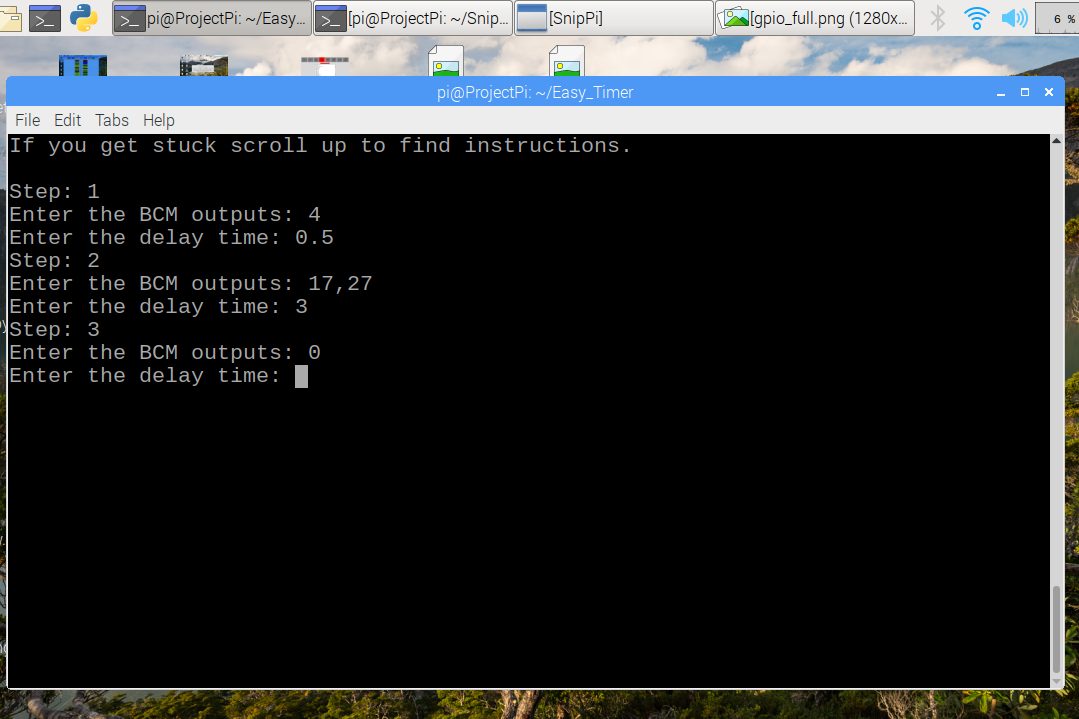 pi@ProjectPi: ~/Easy...
[pi@ProjectPi: ~/Snip...
[SnipPi]
[gpio_full.png (1280x...
6 %
pi@ProjectPi: ~/Easy_Timer
File Edit Tabs Help
If you get stuck scroll up to find instructions.
Step: 1
Enter the BCM outputs: 4
Enter the delay time: 0.5
Step: 2
Enter the BCM outputs: 17,27
Enter the delay time: 3
Step: 3
Enter the BCM outputs: 0
Enter the delay time: